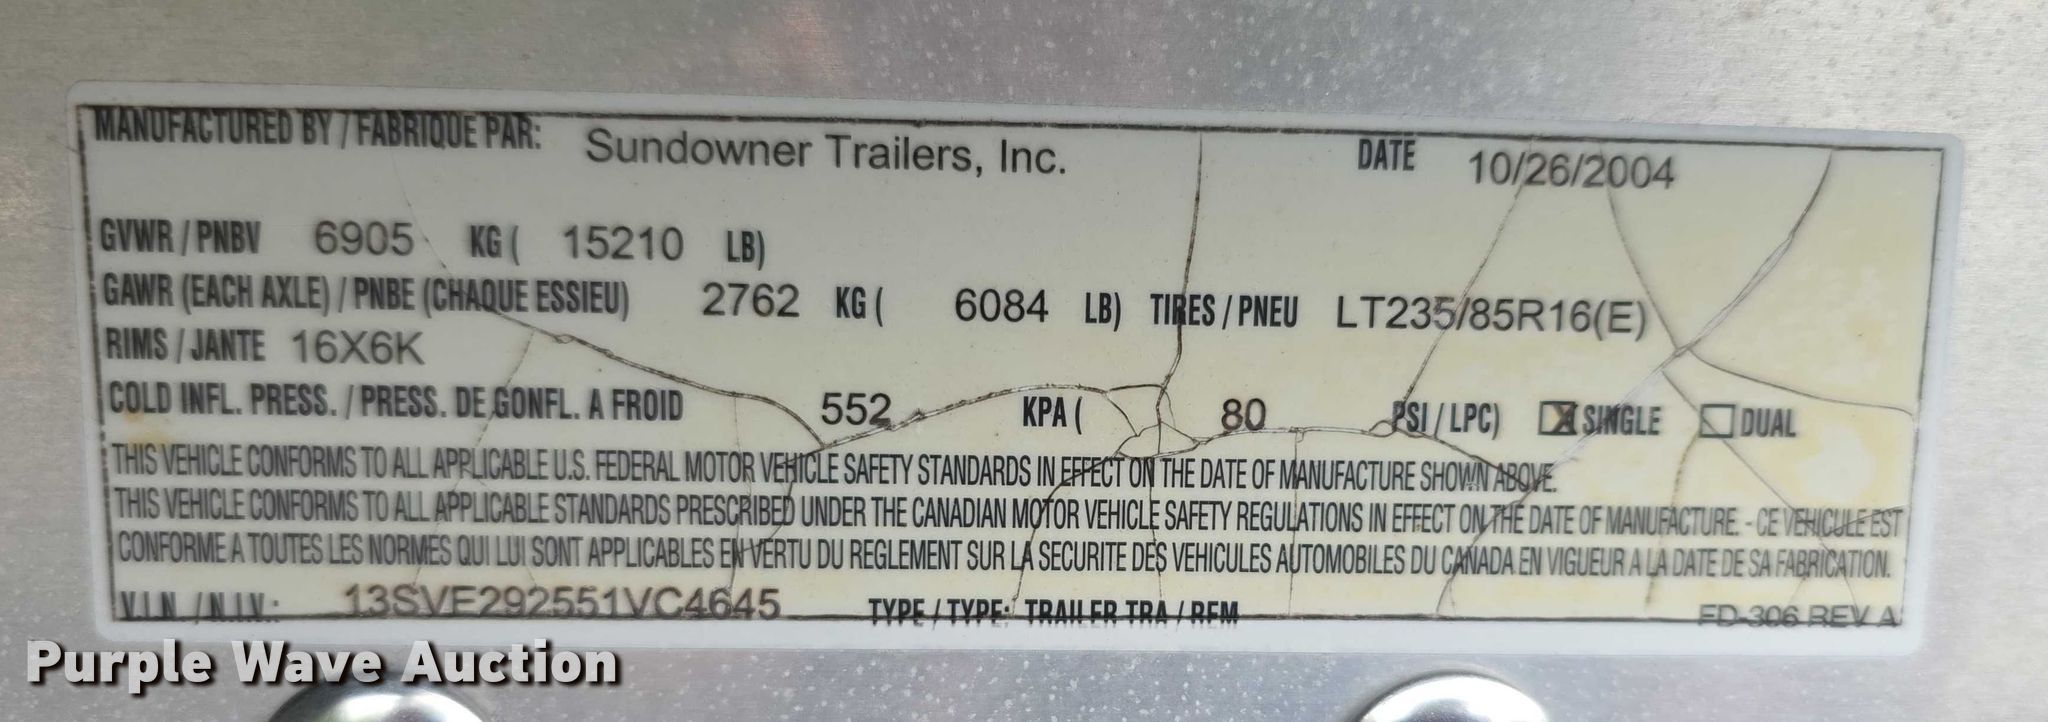 MANUFACTURED BY / FABRIQUE PAR: Sundowner Trailers, Inc. DATE 10/26/2004
GVWR / PNBV 6905 KG ( 15210 LB)
GAWR (EACH AXLE) / PNBE (CHAQUE ESSIEU) 2762 KG ( 6084 LB) TIRES / PNEU LT235/85R16(E)
RIMS / JANTE 16X6K
COLD INFL. PRESS. / PRESS. DE GONFL. A FROID 552 KPA ( 80 PSI / LPC) X SINGLE DUAL
THIS VEHICLE CONFORMS TO ALL APPLICABLE U.S. FEDERAL MOTOR VEHICLE SAFETY STANDARDS IN EFFECT ON THE DATE OF MANUFACTURE SHOWN ABOVE.
THIS VEHICLE CONFORMS TO ALL APPLICABLE STANDARDS PRESCRIBED UNDER THE CANADIAN MOTOR VEHICLE SAFETY REGULATIONS IN EFFECT ON THE DATE OF MANUFACTURE. - CE VEHICULE EST
CONFORME A TOUTES LES NORMES QUI LUI SONT APPLICABLES EN VERTU DU REGLEMENT SUR LA SECURITE DES VEHICULES AUTOMOBILES DU CANADA EN VIGUEUR A LA DATE DE SA FABRICATION.
V.I.N. / N.I.V.: 13SVE292551VC4645 TYPE / TYPE: TRAILER TRA / REM FD-306 REV A
Purple Wave Auction